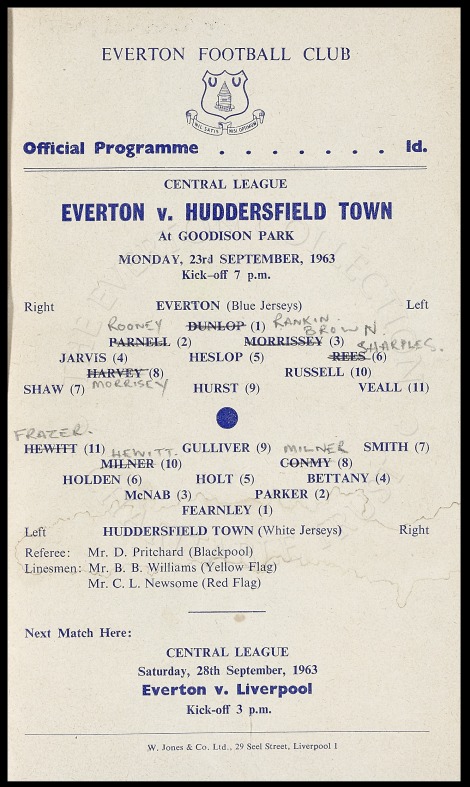 EVERTON FOOTBALL CLUB
NIL SATIS NISI OPTIMUM
Official Programme . . . . . . . 1d.
CENTRAL LEAGUE
EVERTON v. HUDDERSFIELD TOWN
At GOODISON PARK
MONDAY, 23rd SEPTEMBER, 1963
Kick-off 7 p.m.
Right EVERTON (Blue Jerseys) Left
ROONEY DUNLOP (1) RANKIN.
BROWN.
PARNELL (2) MORRISSEY (3) SHARPLES.
JARVIS (4) HESLOP (5) REES (6)
HARVEY (8) RUSSELL (10)
SHAW (7) MORRISEY HURST (9) VEALL (11)
FRAZER.
HEWITT (11) HEWITT. GULLIVER (9) MILNER SMITH (7)
MILNER (10) CONMY (8)
HOLDEN (6) HOLT (5) BETTANY (4)
McNAB (3) PARKER (2)
FEARNLEY (1)
Left HUDDERSFIELD TOWN (White Jerseys) Right
Referee: Mr. D. Pritchard (Blackpool)
Linesmen: Mr. B. B. Williams (Yellow Flag)
Mr. C. L. Newsome (Red Flag)
Next Match Here:
CENTRAL LEAGUE
Saturday, 28th September, 1963
Everton v. Liverpool
Kick-off 3 p.m.
W. Jones & Co. Ltd., 29 Seel Street, Liverpool 1